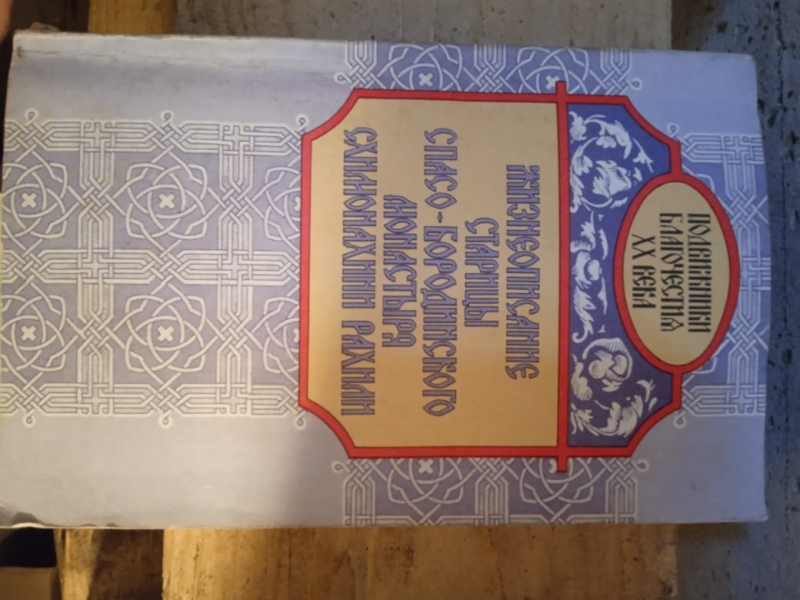 ПОДВИЖНИКИ
БЛАГОЧЕСТИЯ
XX ВЕКА
ЖИЗНЕОПИСАНИЕ
СТАРИЦЫ
СПАСО-БОРОДИНСКОГО
МОНАСТЫРЯ
СХИМОНАХИНИ РАХИЛИ